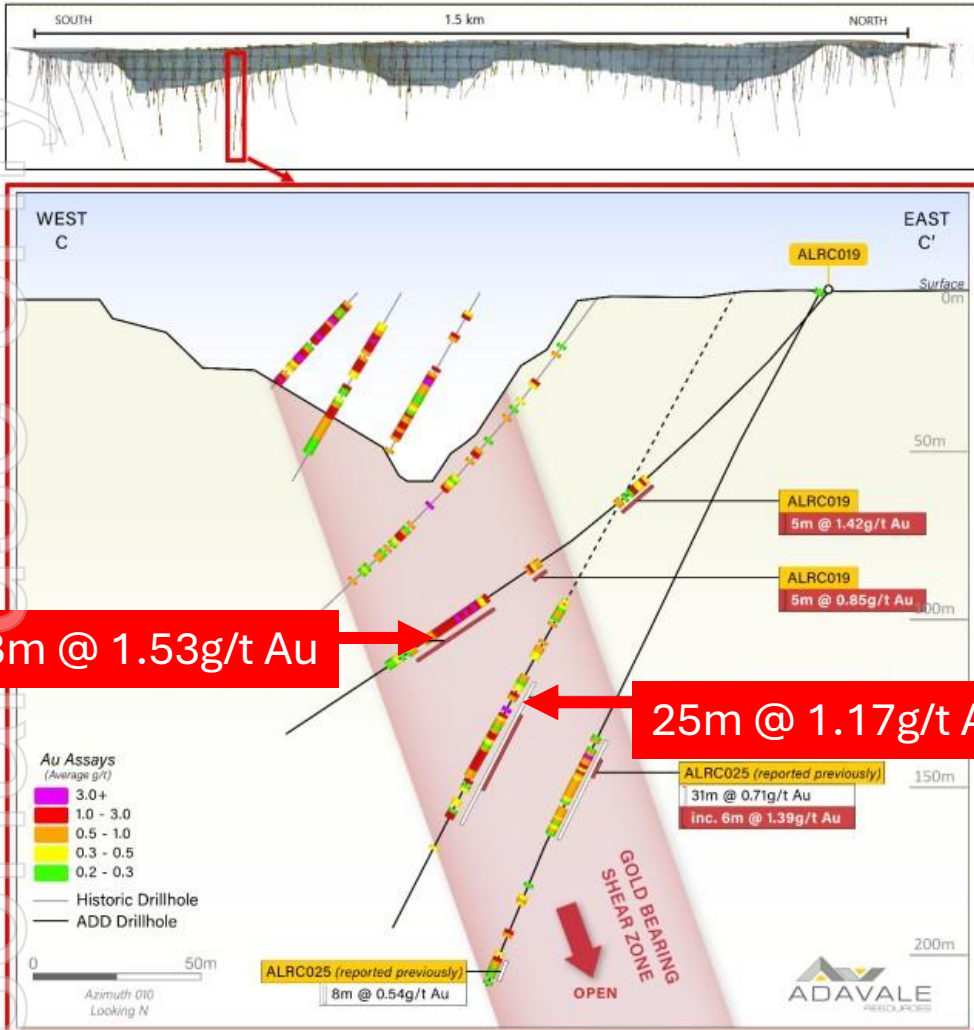 SOUTH
1.5 km
NORTH
WEST
C
EAST
C'
ALRC019
Surface
0m
50m
ALRC019
5m @ 1.42g/t Au
ALRC019
5m @ 0.85g/t Au
100m
3m @ 1.53g/t Au
25m @ 1.17g/t A
ALRC025 (reported previously)
31m @ 0.71g/t Au
inc. 6m @ 1.39g/t Au
150m
Au Assays
(Average g/t)
3.0+
1.0 - 3.0
0.5 - 1.0
0.3 - 0.5
0.2 - 0.3
Historic Drillhole
ADD Drillhole
GOLD BEARING
SHEAR ZONE
OPEN
200m
0 50m
Azimuth 010
Looking N
ALRC025 (reported previously)
8m @ 0.54g/t Au
ADAVALE
RESOURCES